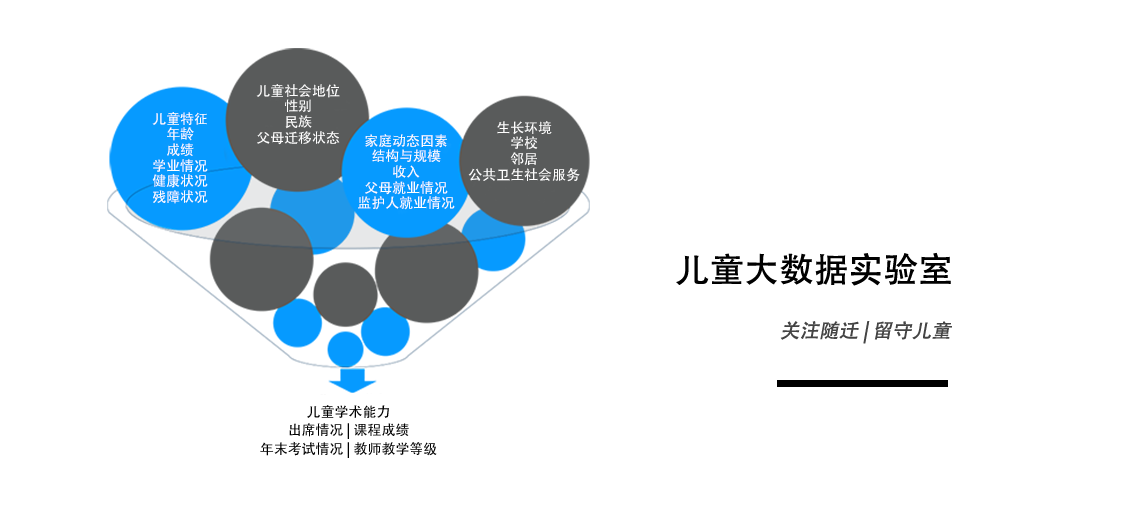 儿童特征
年龄
成绩
学业情况
健康状况
残障状况
儿童社会地位
性别
民族
父母迁移状态
家庭动态因素
结构与规模
收入
父母就业情况
监护人就业情况
生长环境
学校
邻居
公共卫生社会服务
儿童学术能力
出席情况 | 课程成绩
年末考试情况 | 教师教学等级
儿童大数据实验室
关注随迁 | 留守儿童